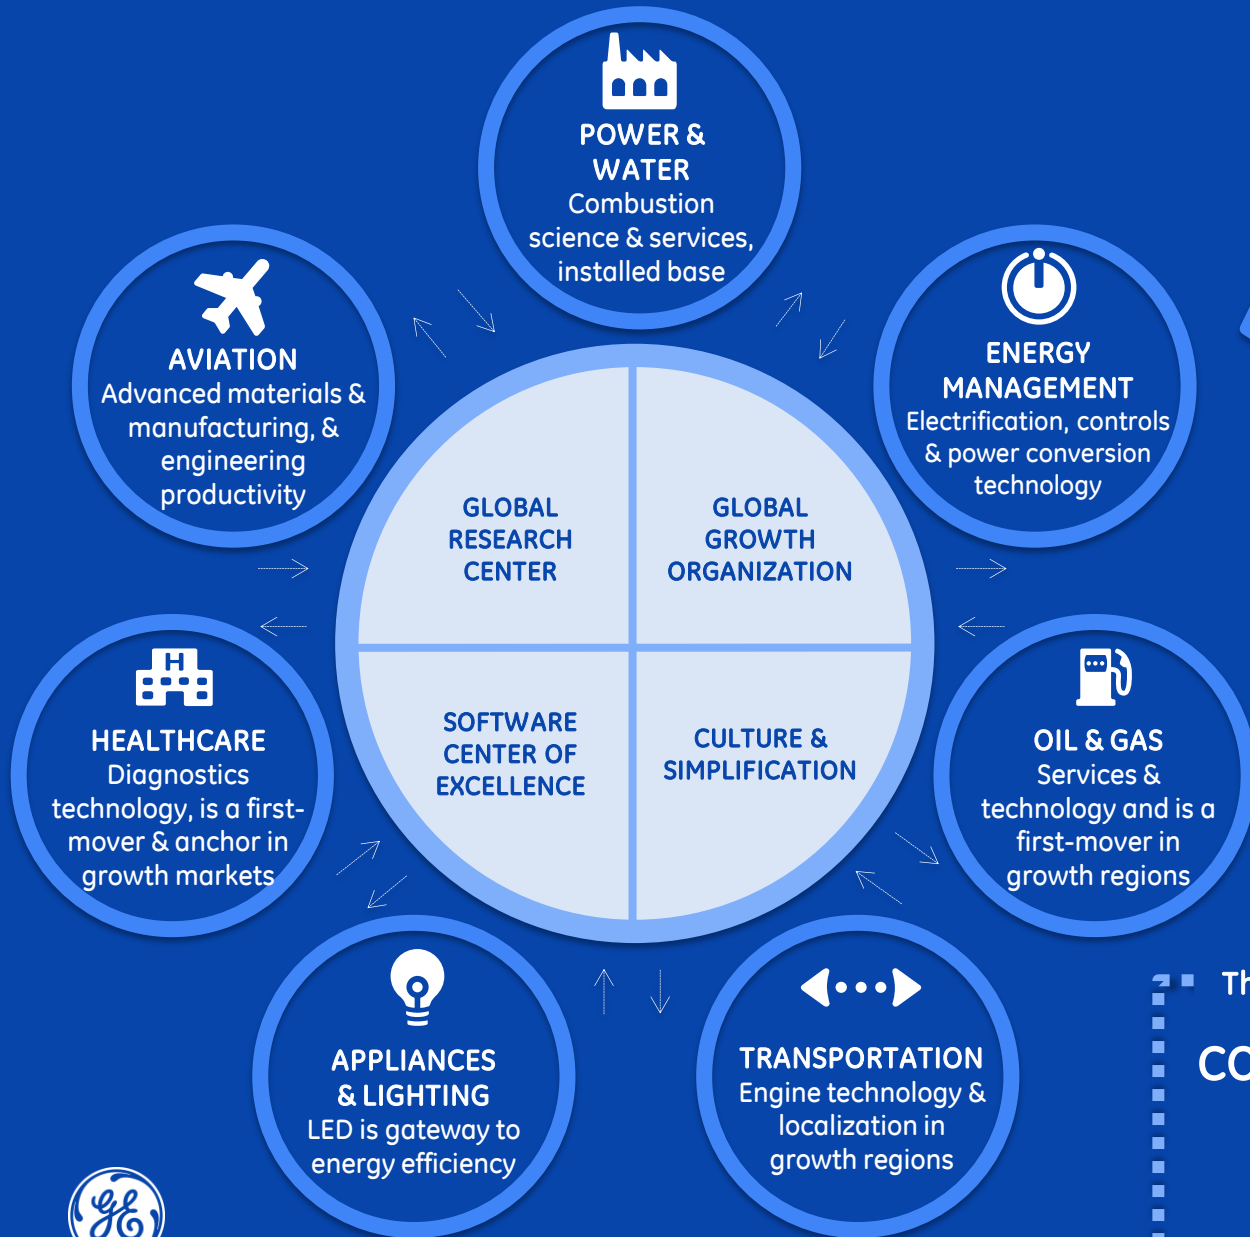 POWER &
WATER
Combustion
science & services,
installed base
AVIATION
Advanced materials &
manufacturing, &
engineering
productivity
ENERGY
MANAGEMENT
Electrification, controls
& power conversion
technology
GLOBAL
RESEARCH
CENTER
GLOBAL
GROWTH
ORGANIZATION
H
HEALTHCARE
Diagnostics
technology, is a first-
mover & anchor in
growth markets
SOFTWARE
CENTER OF
EXCELLENCE
CULTURE &
SIMPLIFICATION
OIL & GAS
Services &
technology and is a
first-mover in
growth regions
APPLIANCES
& LIGHTING
LED is gateway to
energy efficiency
TRANSPORTATION
Engine technology &
localization in
growth regions
GE